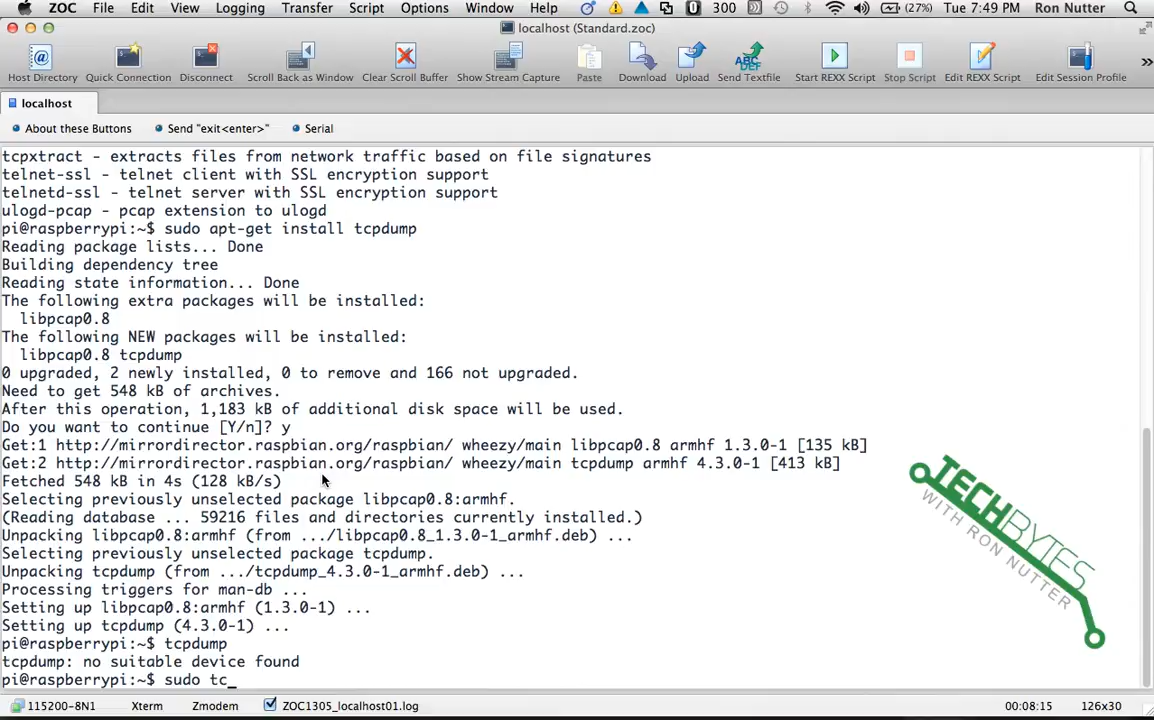 ZOC File Edit View Logging Transfer Script Options Window Help 300 (27%) Tue 7:49 PM Ron Nutter
localhost (Standard.zoc)
Host Directory Quick Connection Disconnect Scroll Back as Window Clear Scroll Buffer Show Stream Capture Paste Download Upload Send Textfile Start REXX Script Stop Script Edit REXX Script Edit Session Profile »
localhost
About these Buttons Send "exit<enter>" Serial
tcpxtract - extracts files from network traffic based on file signatures
telnet-ssl - telnet client with SSL encryption support
telnetd-ssl - telnet server with SSL encryption support
ulogd-pcap - pcap extension to ulogd
pi@raspberrypi:~$ sudo apt-get install tcpdump
Reading package lists... Done
Building dependency tree
Reading state information... Done
The following extra packages will be installed:
  libpcap0.8
The following NEW packages will be installed:
  libpcap0.8 tcpdump
0 upgraded, 2 newly installed, 0 to remove and 166 not upgraded.
Need to get 548 kB of archives.
After this operation, 1,183 kB of additional disk space will be used.
Do you want to continue [Y/n]? y
Get:1 http://mirrordirector.raspbian.org/raspbian/ wheezy/main libpcap0.8 armhf 1.3.0-1 [135 kB]
Get:2 http://mirrordirector.raspbian.org/raspbian/ wheezy/main tcpdump armhf 4.3.0-1 [413 kB]
Fetched 548 kB in 4s (128 kB/s)
Selecting previously unselected package libpcap0.8:armhf.
(Reading database ... 59216 files and directories currently installed.)
Unpacking libpcap0.8:armhf (from .../libpcap0.8_1.3.0-1_armhf.deb) ...
Selecting previously unselected package tcpdump.
Unpacking tcpdump (from .../tcpdump_4.3.0-1_armhf.deb) ...
Processing triggers for man-db ...
Setting up libpcap0.8:armhf (1.3.0-1) ...
Setting up tcpdump (4.3.0-1) ...
pi@raspberrypi:~$ tcpdump
tcpdump: no suitable device found
pi@raspberrypi:~$ sudo tc_
TECHBYTES
WITH RON NUTTER
115200-8N1 Xterm Zmodem ZOC1305_localhost01.log 00:08:15 126x30